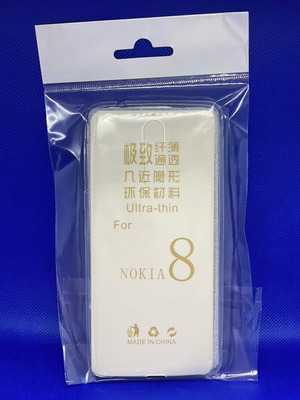 极致 纤薄 通透
几近隐形
环保材料
Ultra-thin
For
NOKIA 8
MADE IN CHINA